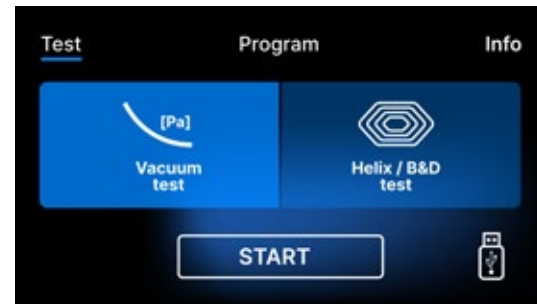 Test Program Info
[Pa]
Vacuum
test
Helix / B&D
test
START